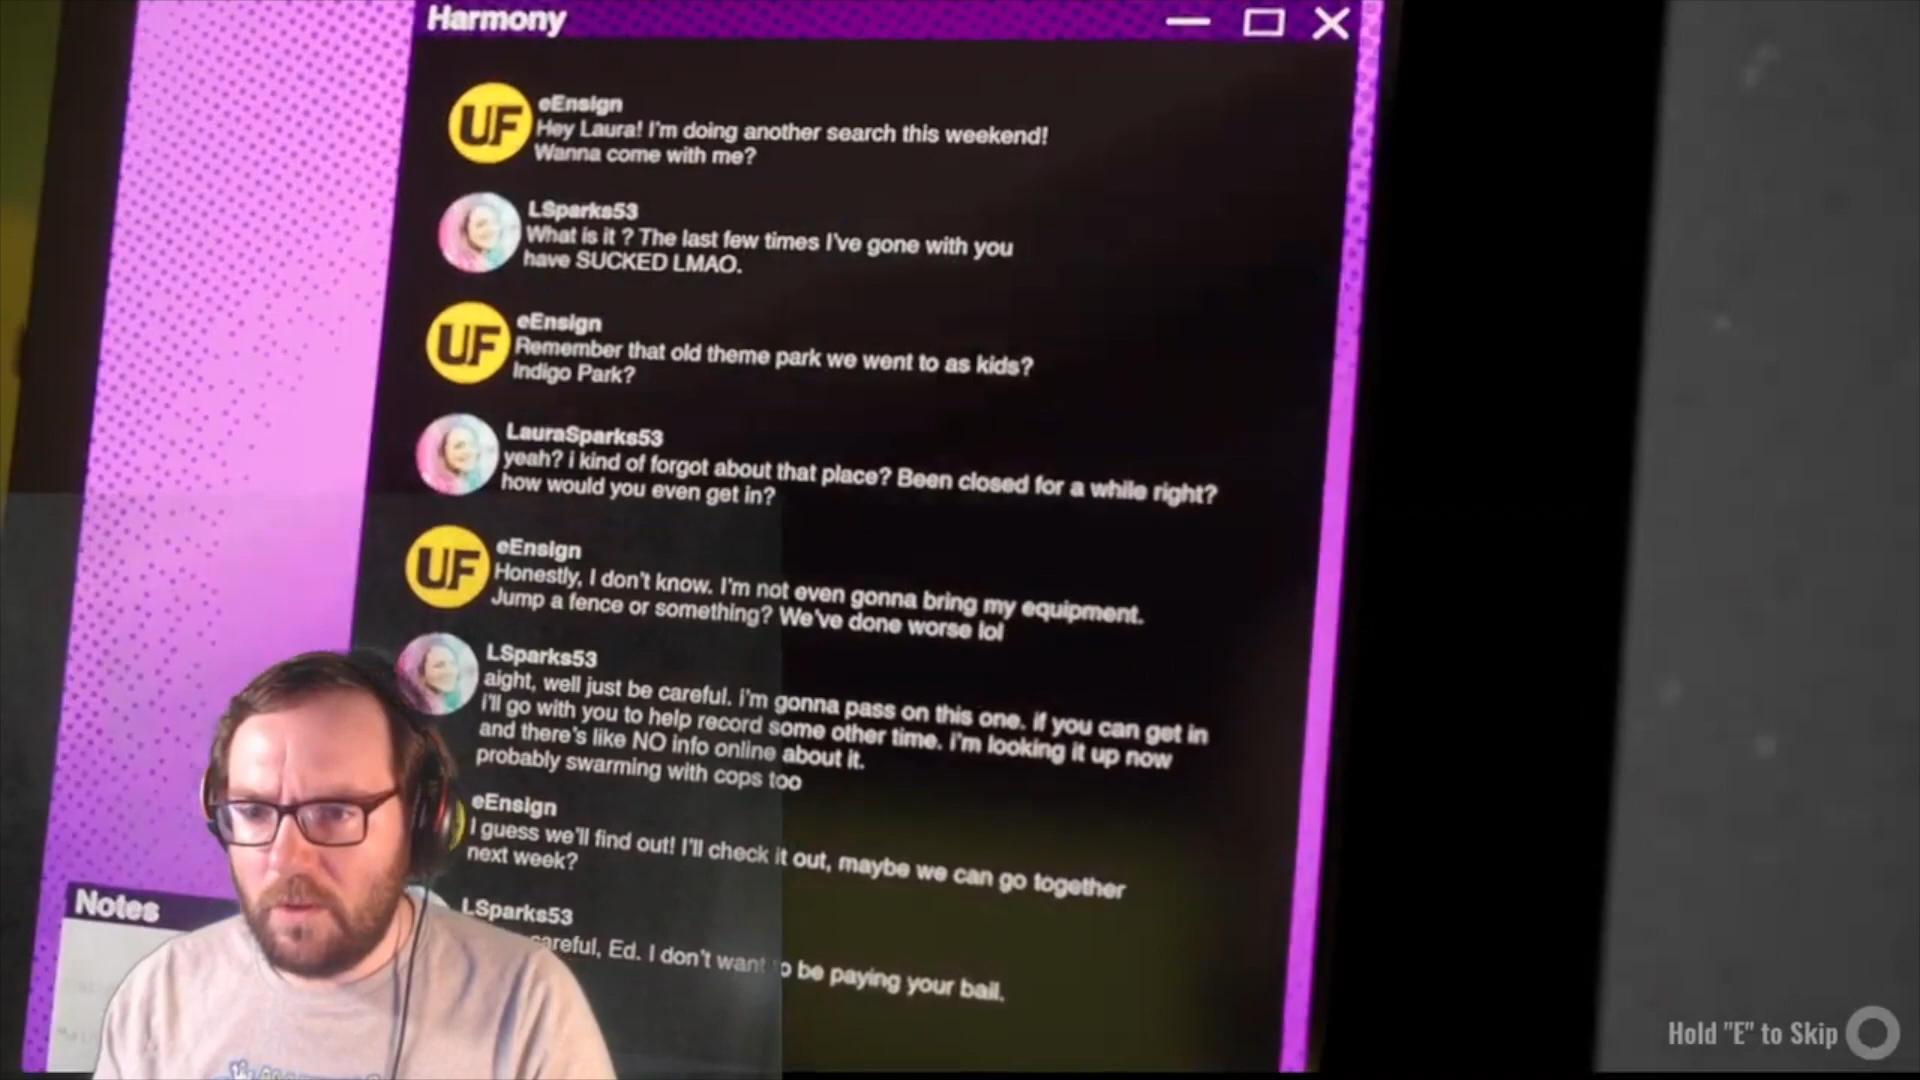 Harmony
UF
eEnsign
Hey Laura! I'm doing another search this weekend!
Wanna come with me?
LSparks53
What is it ? The last few times I've gone with you
have SUCKED LMAO.
UF
eEnsign
Remember that old theme park we went to as kids?
Indigo Park?
LauraSparks53
yeah? i kind of forgot about that place? Been closed for a while right?
how would you even get in?
UF
eEnsign
Honestly, I don't know. I'm not even gonna bring my equipment.
Jump a fence or something? We've done worse lol
LSparks53
aight, well just be careful. i'm gonna pass on this one. if you can get in
i'll go with you to help record some other time. i'm looking it up now
and there's like NO info online about it.
probably swarming with cops too
eEnsign
I guess we'll find out! I'll check it out, maybe we can go together
next week?
LSparks53
careful, Ed. I don't want to be paying your bail.
Notes
Hold "E" to Skip